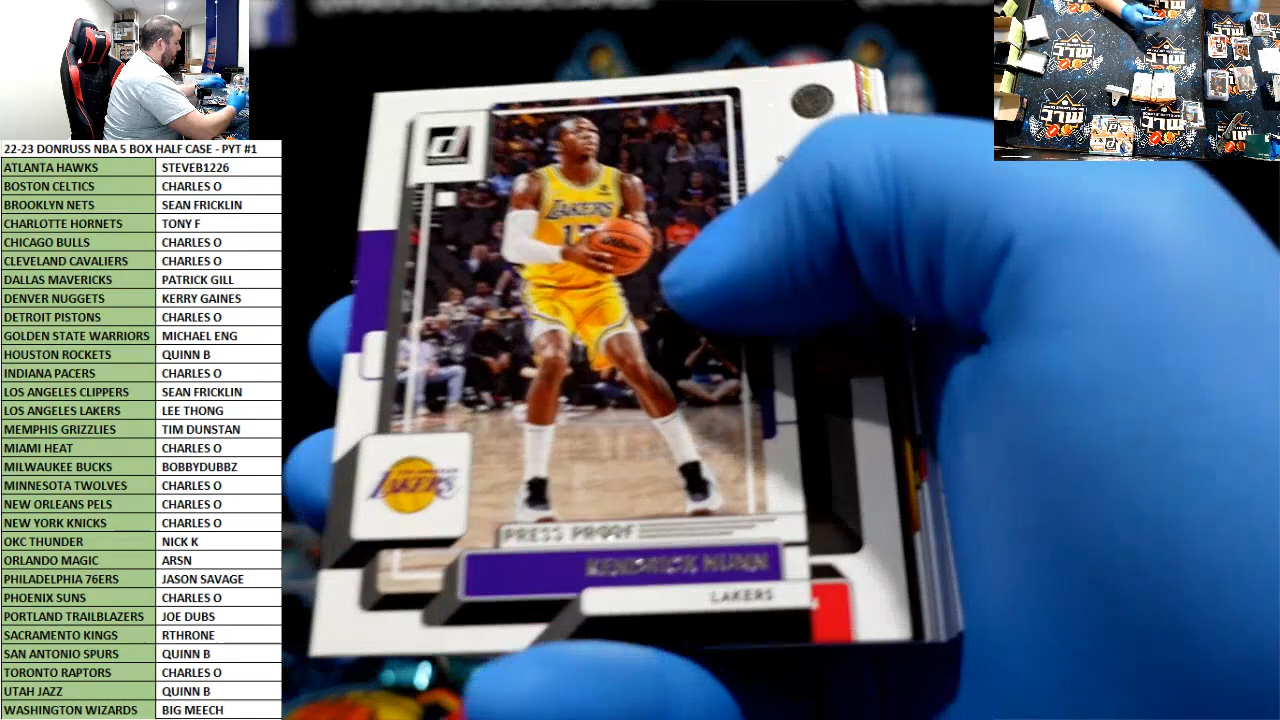 22-23 DONRUSS NBA 5 BOX HALF CASE - PYT #1
ATLANTA HAWKS STEVEB1226
BOSTON CELTICS CHARLES O
BROOKLYN NETS SEAN FRICKLIN
CHARLOTTE HORNETS TONY F
CHICAGO BULLS CHARLES O
CLEVELAND CAVALIERS CHARLES O
DALLAS MAVERICKS PATRICK GILL
DENVER NUGGETS KERRY GAINES
DETROIT PISTONS CHARLES O
GOLDEN STATE WARRIORS MICHAEL ENG
HOUSTON ROCKETS QUINN B
INDIANA PACERS CHARLES O
LOS ANGELES CLIPPERS SEAN FRICKLIN
LOS ANGELES LAKERS LEE THONG
MEMPHIS GRIZZLIES TIM DUNSTAN
MIAMI HEAT CHARLES O
MILWAUKEE BUCKS BOBBYDUBBZ
MINNESOTA TWOLVES CHARLES O
NEW ORLEANS PELS CHARLES O
NEW YORK KNICKS CHARLES O
OKC THUNDER NICK K
ORLANDO MAGIC ARSN
PHILADELPHIA 76ERS JASON SAVAGE
PHOENIX SUNS CHARLES O
PORTLAND TRAILBLAZERS JOE DUBS
SACRAMENTO KINGS RTHRONE
SAN ANTONIO SPURS QUINN B
TORONTO RAPTORS CHARLES O
UTAH JAZZ QUINN B
WASHINGTON WIZARDS BIG MEECH
DONRUSS
LAKERS
12
Wilson
LAKERS
PRESS PROOF
KENDRICK NUNN
LAKERS